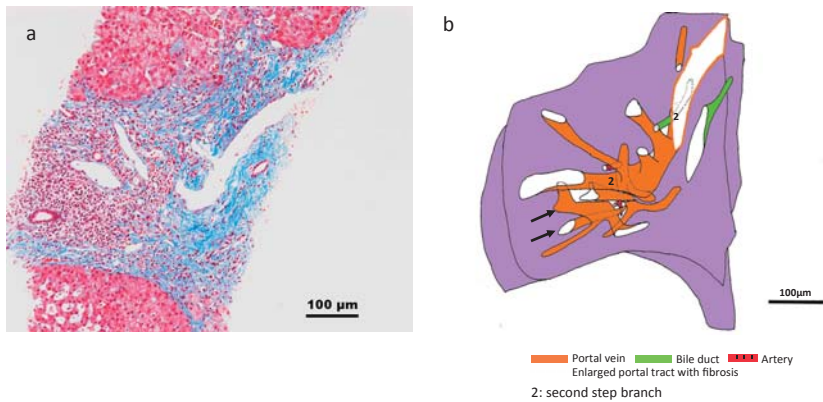 a
100 µm
b
2
2
100µm
Portal vein Bile duct Artery
Enlarged portal tract with fibrosis
2: second step branch